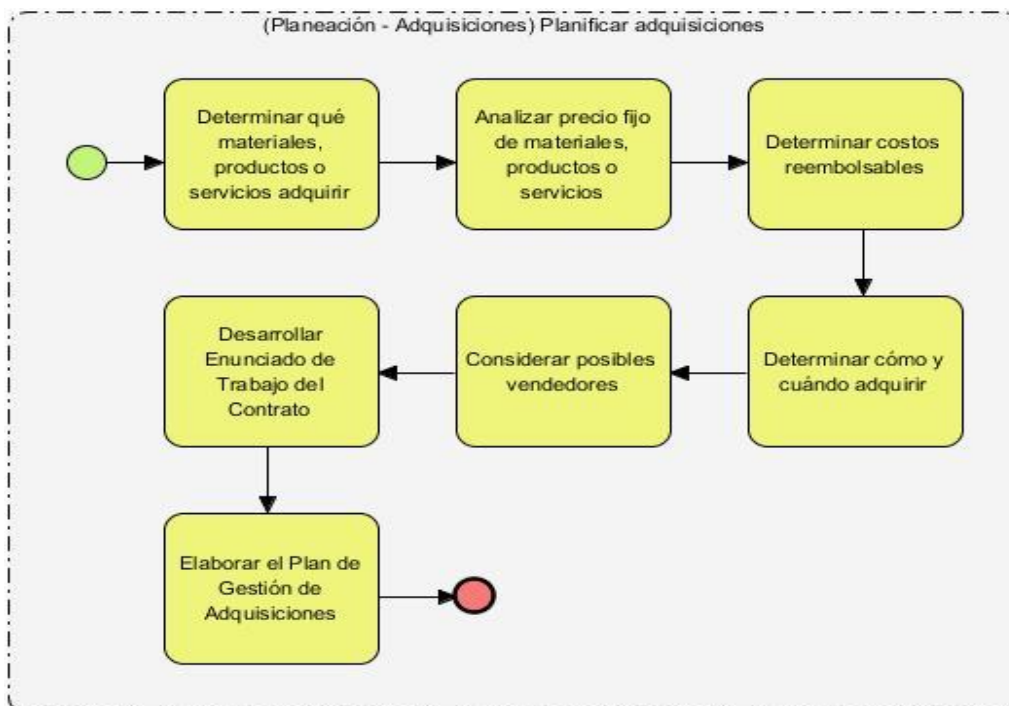 (Planeación - Adquisiciones) Planificar adquisiciones
Determinar qué
materiales,
productos o
servicios adquirir
Analizar precio fijo
de materiales,
productos o
servicios
Determinar costos
reembolsables
Determinar cómo y
cuándo adquirir
Considerar posibles
vendedores
Desarrollar
Enunciado de
Trabajo del
Contrato
Elaborar el Plan de
Gestión de
Adquisiciones